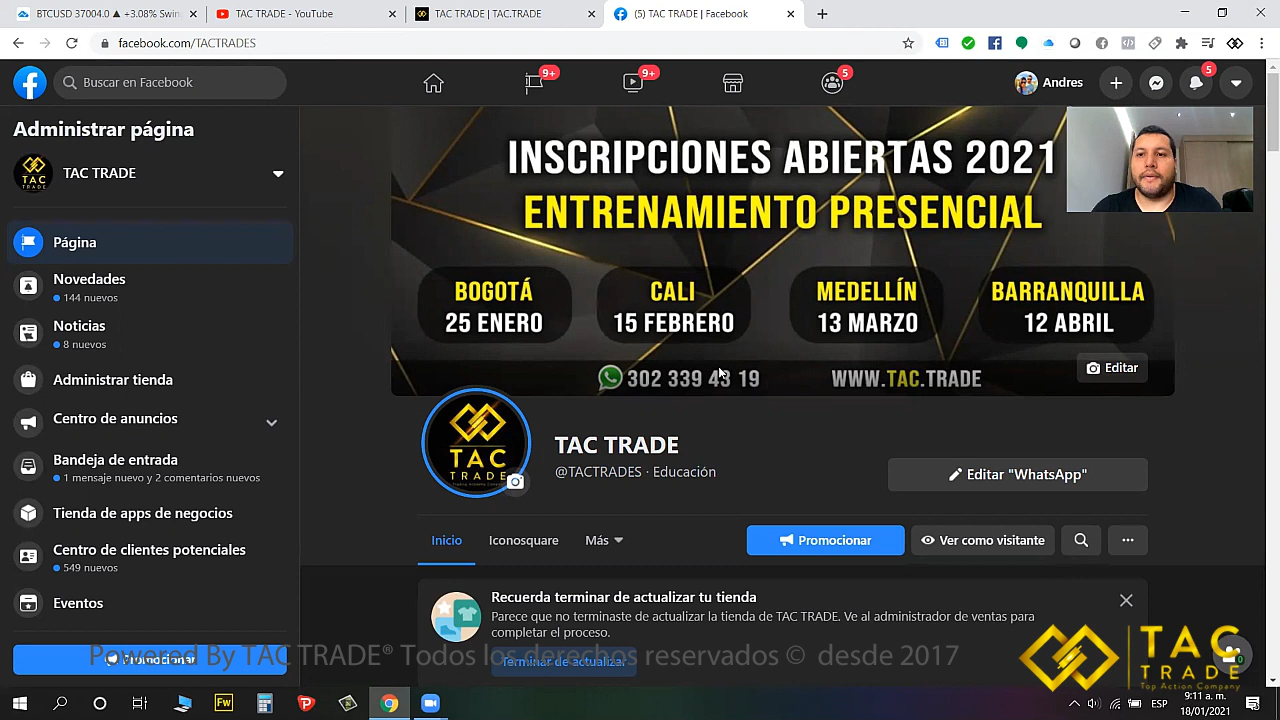 BTCUSD 37004.0 ▲ +3.08% Swin
TAC TRADE - YouTube
TAC TRADE | TAC.TRADE
(5) TAC TRADE | Facebook
facebook.com/TACTRADES
Buscar en Facebook
9+
9+
5
Andres
5
Administrar página
TAC TRADE
Página
Novedades
144 nuevos
Noticias
8 nuevos
Administrar tienda
Centro de anuncios
Bandeja de entrada
1 mensaje nuevo y 2 comentarios nuevos
Tienda de apps de negocios
Centro de clientes potenciales
549 nuevos
Eventos
Promocionar
INSCRIPCIONES ABIERTAS 2021
ENTRENAMIENTO PRESENCIAL
BOGOTÁ
25 ENERO
CALI
15 FEBRERO
MEDELLÍN
13 MARZO
BARRANQUILLA
12 ABRIL
302 339 43 19
WWW.TAC.TRADE
Editar
TAC
TRADE
TAC TRADE
@TACTRADES · Educación
Editar "WhatsApp"
Inicio
Iconosquare
Más
Promocionar
Ver como visitante
Recuerda terminar de actualizar tu tienda
Parece que no terminaste de actualizar la tienda de TAC TRADE. Ve al administrador de ventas para
completar el proceso.
Terminar de actualizar
Powered By TAC TRADE® Todos los derechos reservados © desde 2017
TAC
TRADE
Top Action Company
0
FW
ESP
9:11 a. m.
18/01/2021